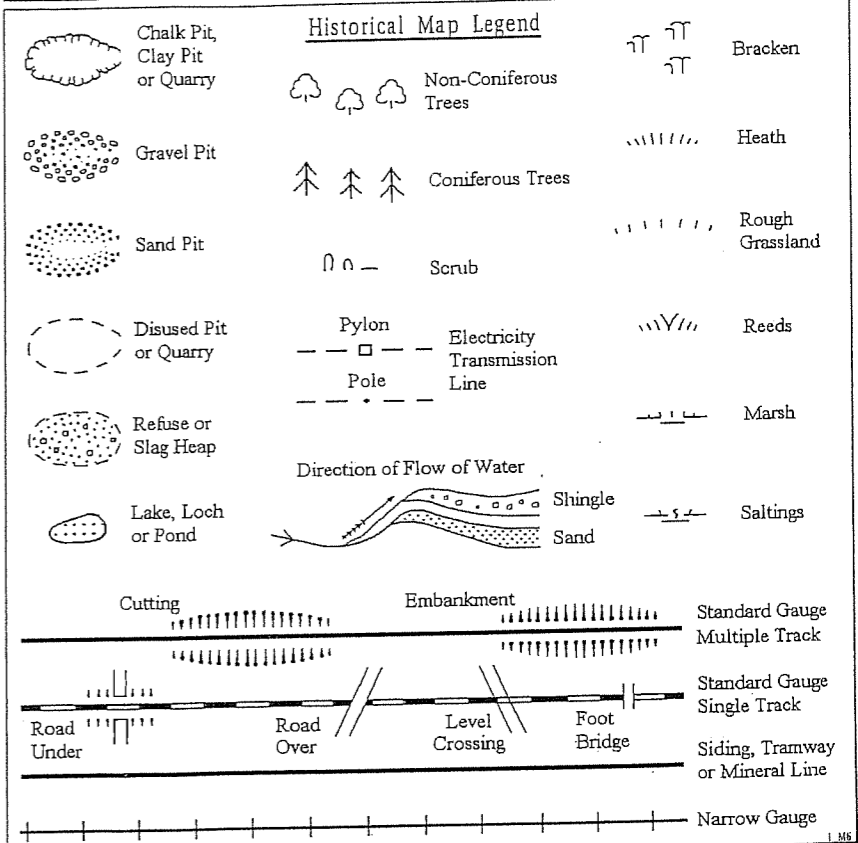 Historical Map Legend
Chalk Pit,
Clay Pit
or Quarry
Gravel Pit
Sand Pit
Disused Pit
or Quarry
Refuse or
Slag Heap
Lake, Loch
or Pond
Non-Coniferous
Trees
Coniferous Trees
Scrub
Pylon
Pole
Electricity
Transmission
Line
Direction of Flow of Water
Shingle
Sand
Bracken
Heath
Rough
Grassland
Reeds
Marsh
Saltings
Cutting
Embankment
Standard Gauge
Multiple Track
Standard Gauge
Single Track
Road
Under
Road
Over
Level
Crossing
Foot
Bridge
Siding, Tramway
or Mineral Line
Narrow Gauge